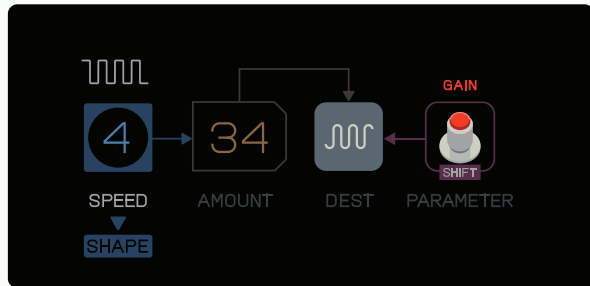 GAIN
4
34
SHIFT
SPEED
AMOUNT
DEST
PARAMETER
SHAPE